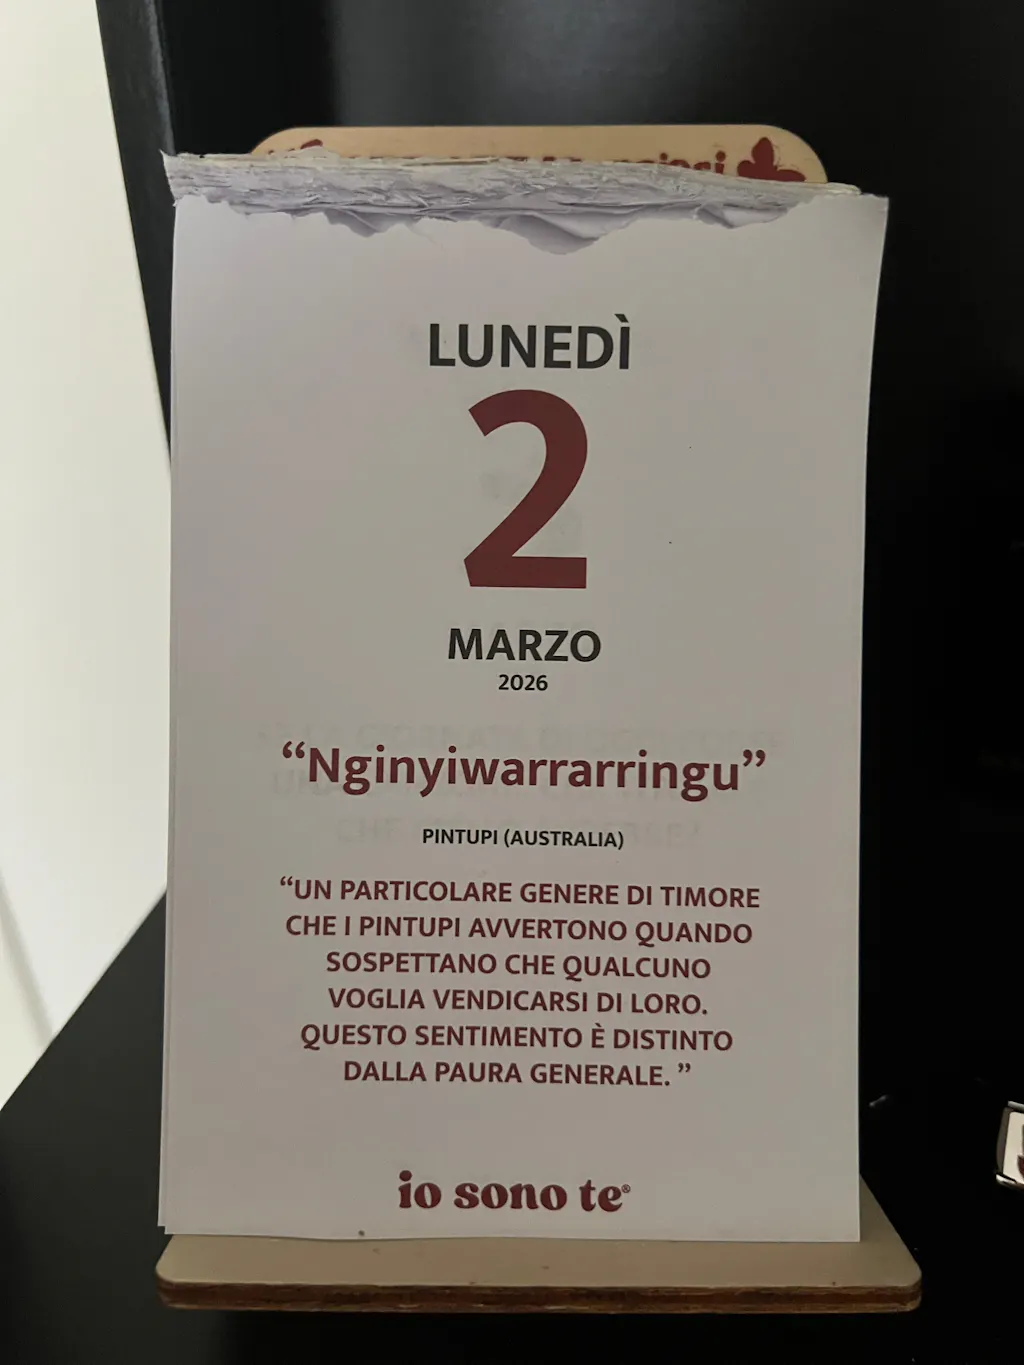 LUNEDÌ
2
MARZO
2026
“Nginyiwarrarringu”
PINTUPI (AUSTRALIA)
“UN PARTICOLARE GENERE DI TIMORE
CHE I PINTUPI AVVERTONO QUANDO
SOSPETTANO CHE QUALCUNO
VOGLIA VENDICARSI DI LORO.
QUESTO SENTIMENTO È DISTINTO
DALLA PAURA GENERALE. ”
io sono te®